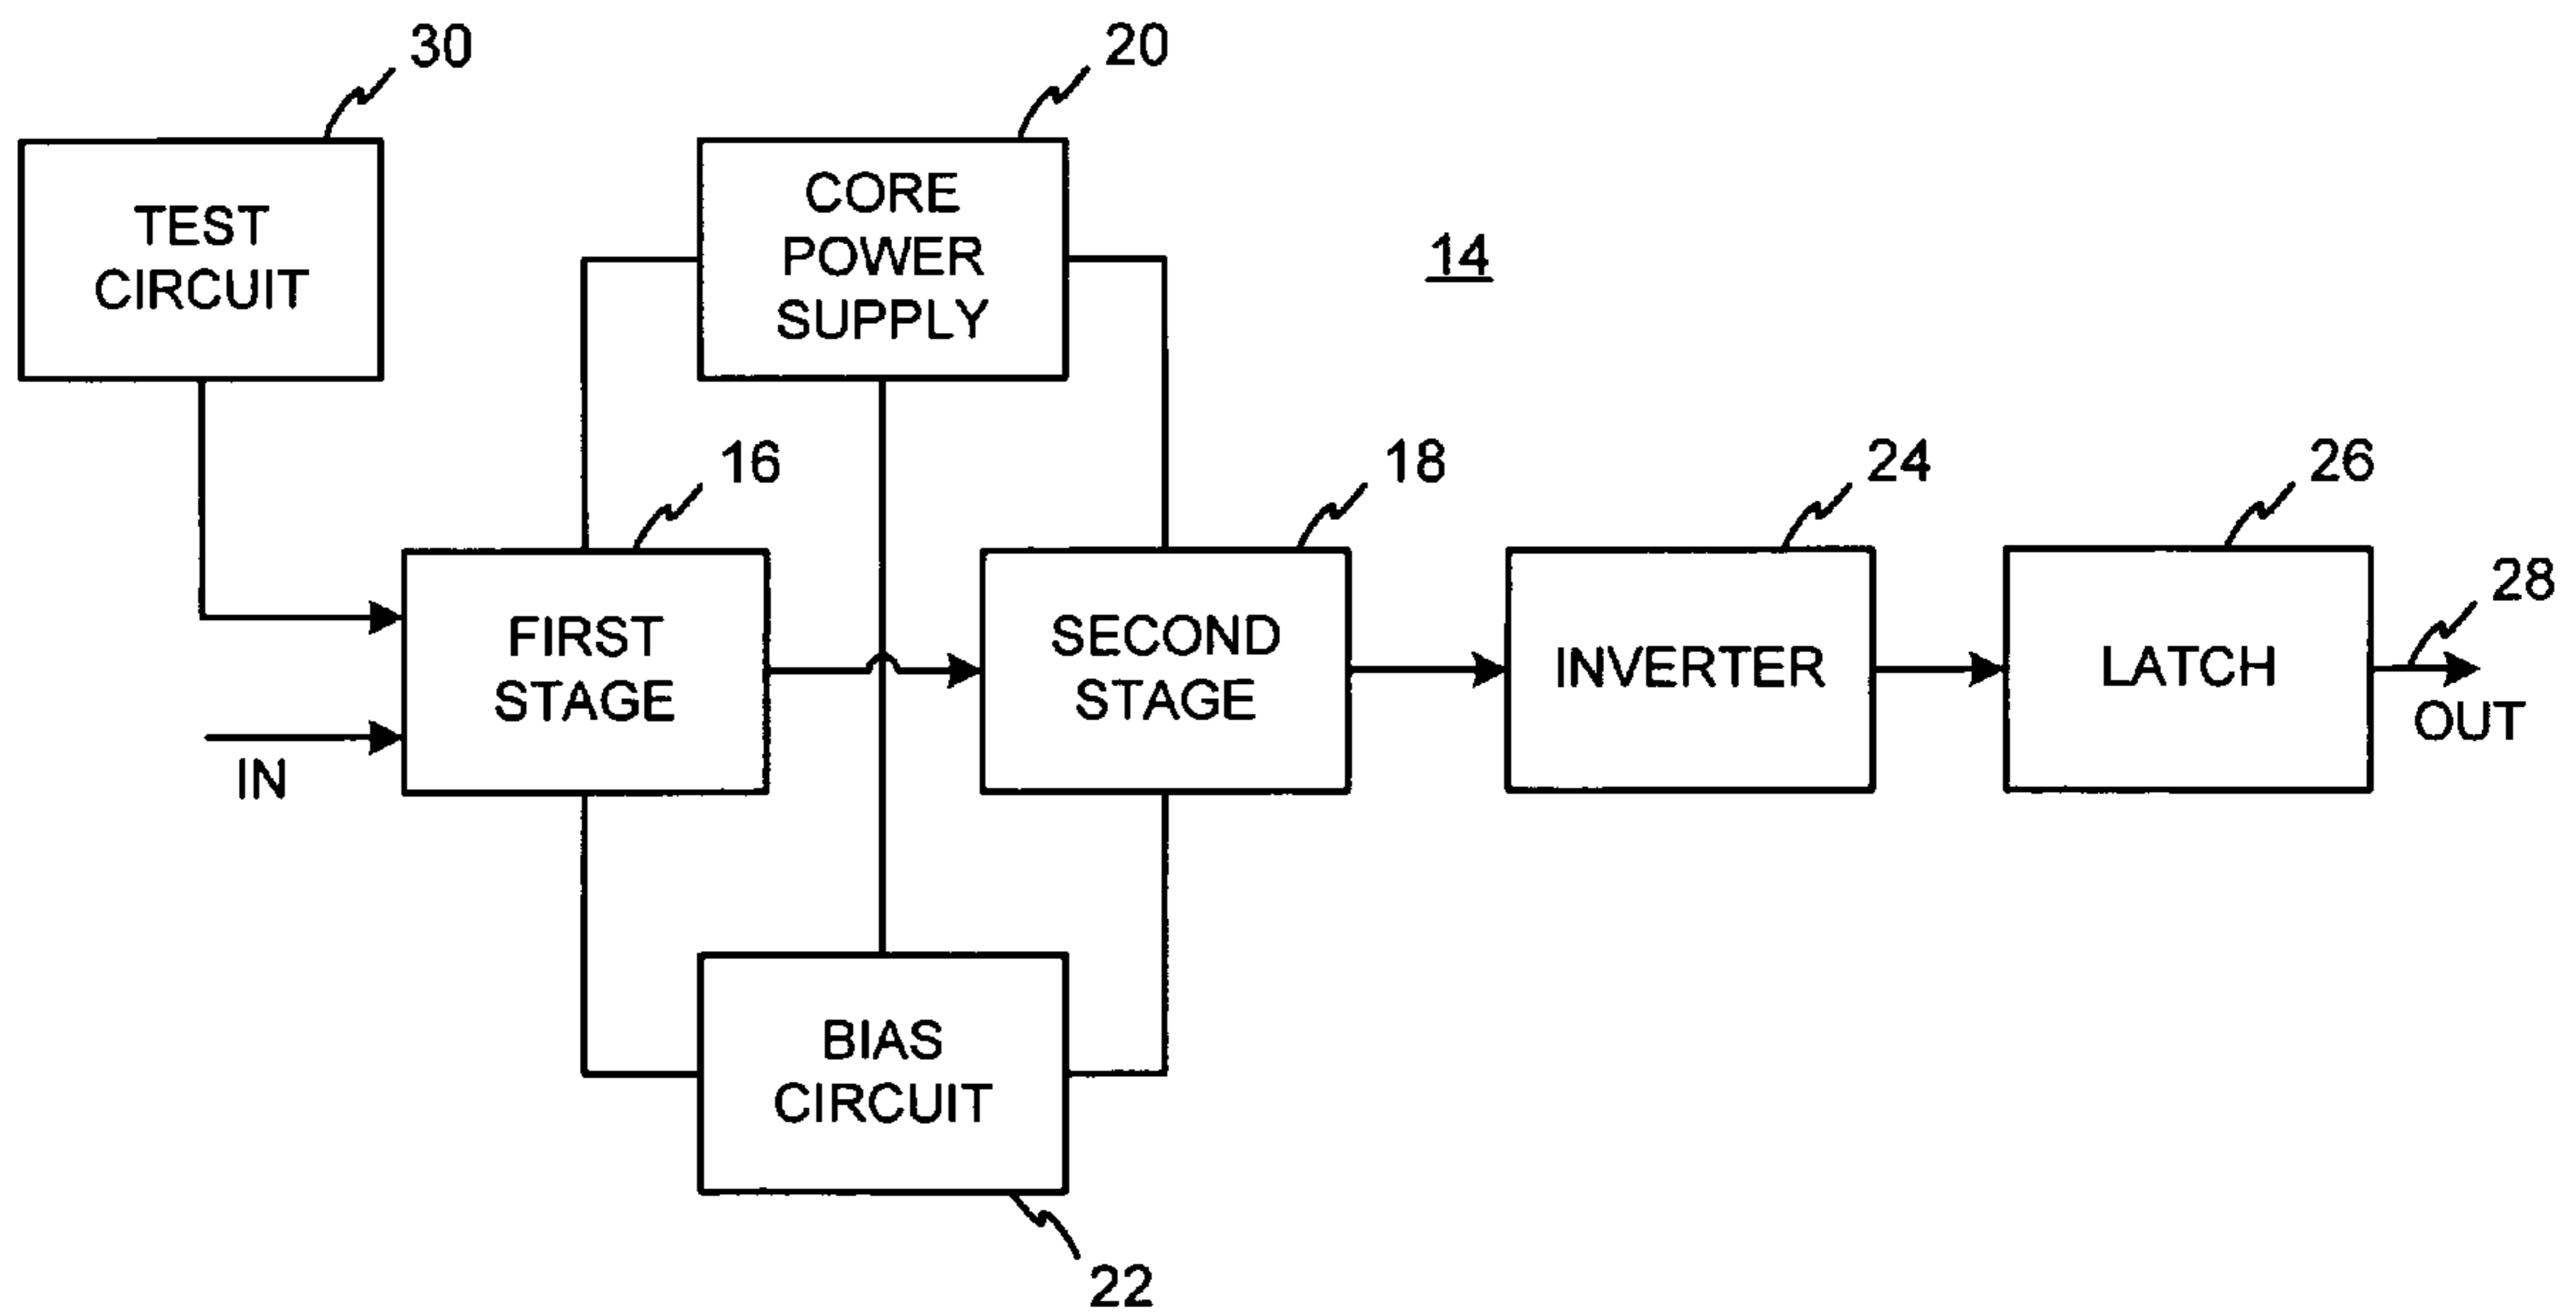 30
20
TEST
CIRCUIT
CORE
POWER
SUPPLY
14
16
18
24
26
28
FIRST
STAGE
SECOND
STAGE
INVERTER
LATCH
OUT
IN
BIAS
CIRCUIT
22